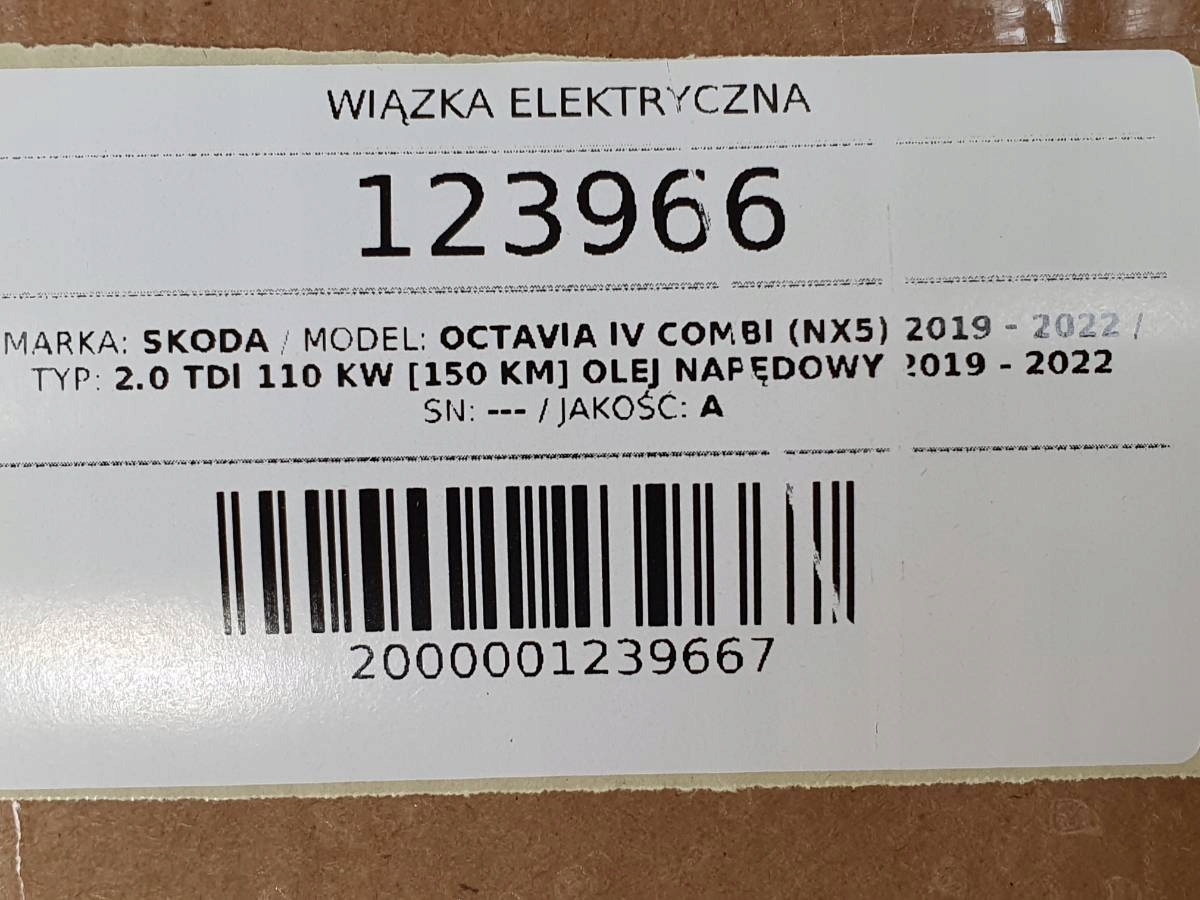 WIĄZKA ELEKTRYCZNA
123966
MARKA: SKODA / MODEL: OCTAVIA IV COMBI (NX5) 2019 - 2022 /
TYP: 2.0 TDI 110 KW [150 KM] OLEJ NAPĘDOWY 2019 - 2022
SN: --- / JAKOŚĆ: A
2000001239667